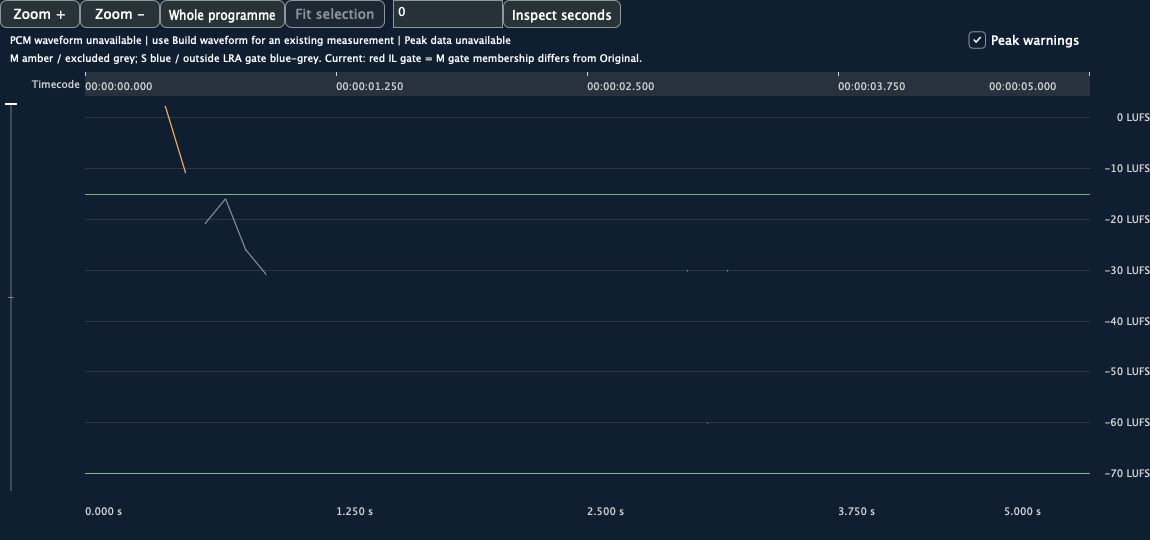 Zoom + Zoom – Whole programme Fit selection 0 Inspect seconds
PCM waveform unavailable | use Build waveform for an existing measurement | Peak data unavailable
Peak warnings
M amber / excluded grey; S blue / outside LRA gate blue-grey. Current: red IL gate = M gate membership differs from Original.
Timecode 00:00:00.000 00:00:01.250 00:00:02.500 00:00:03.750 00:00:05.000
0 LUFS
-10 LUFS
-20 LUFS
-30 LUFS
-40 LUFS
-50 LUFS
-60 LUFS
-70 LUFS
0.000 s 1.250 s 2.500 s 3.750 s 5.000 s